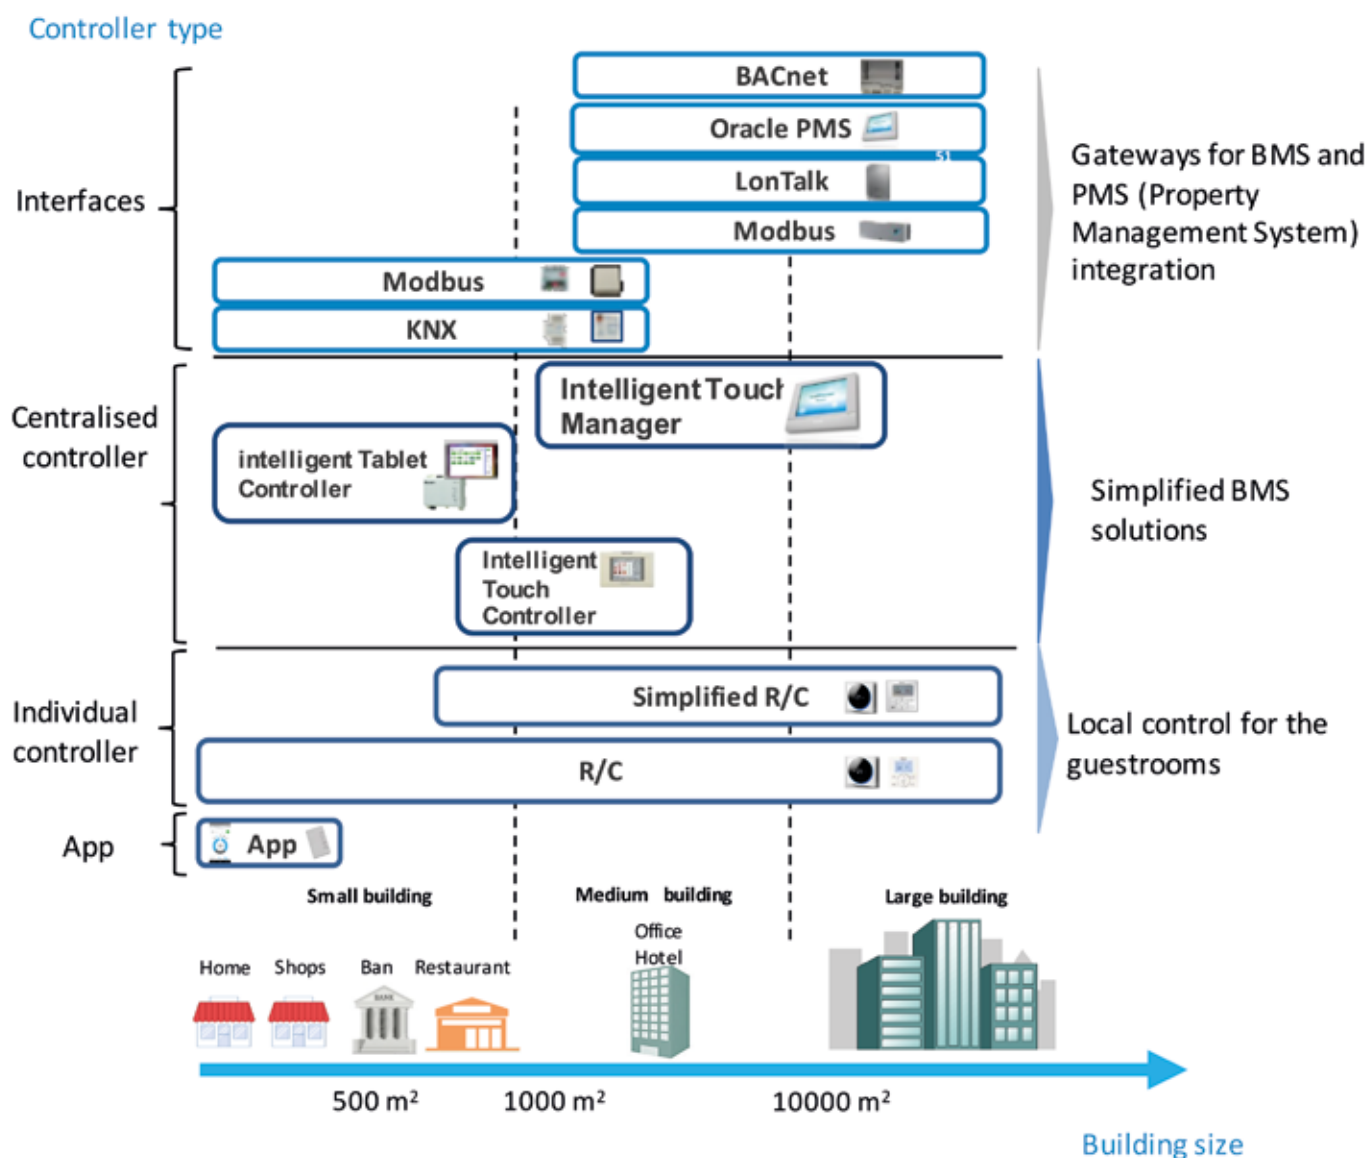 Controller type
BACnet
Oracle PMS
51
LonTalk
Modbus
Modbus
KNX
Interfaces
Gateways for BMS and
PMS (Property
Management System)
integration
Centralised
controller
Intelligent Touch
Manager
intelligent Tablet
Controller
Intelligent
Touch
Controller
Simplified BMS
solutions
Individual
controller
Simplified R/C
R/C
Local control for the
guestrooms
App
App
Small building
Medium building
Large building
Office
Hotel
Home
Shops
Ban
Restaurant
BANK
500 m²
1000 m²
10000 m²
Building size